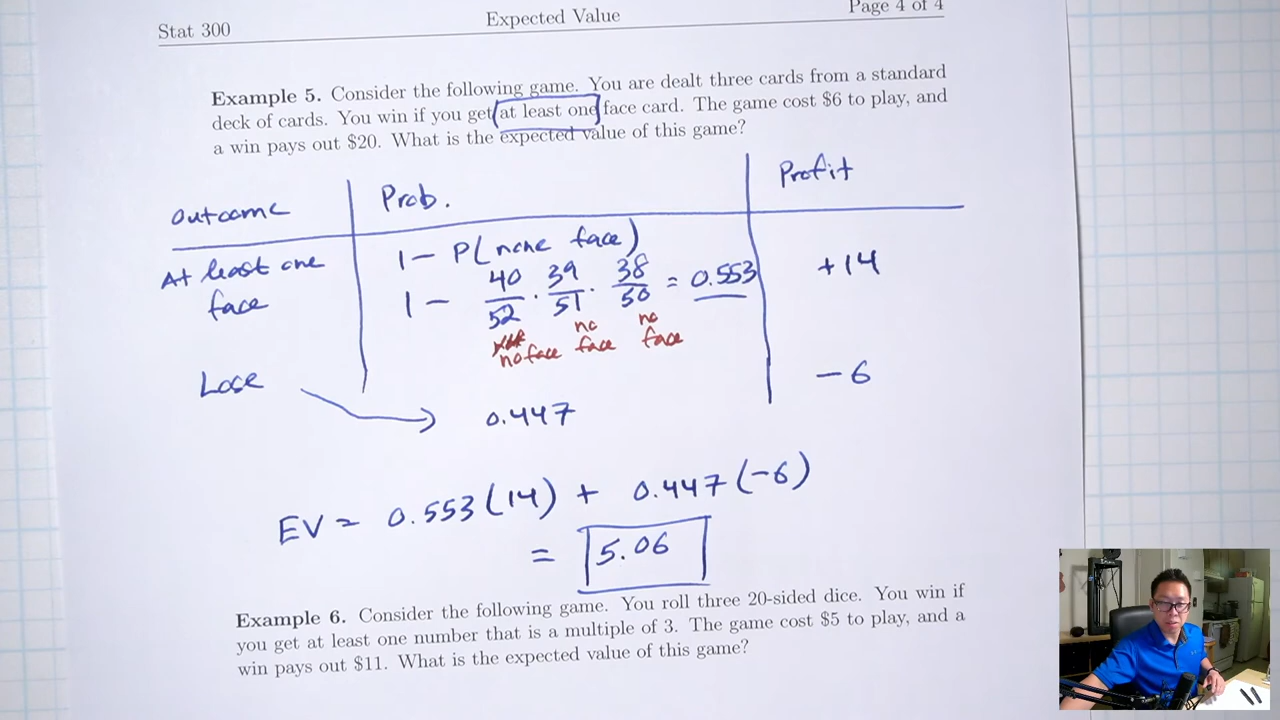 Stat 300 Expected Value Page 4 of 4
Example 5. Consider the following game. You are dealt three cards from a standard
deck of cards. You win if you get at least one face card. The game cost $6 to play, and
a win pays out $20. What is the expected value of this game?
Outcome Prob. Profit
At least one 1 - P(none face) +14
face 1 - 40/52 · 39/51 · 38/50 = 0.553
no face no face no face
Lose -6
0.447
EV = 0.553(14) + 0.447(-6)
= 5.06
Example 6. Consider the following game. You roll three 20-sided dice. You win if
you get at least one number that is a multiple of 3. The game cost $5 to play, and a
win pays out $11. What is the expected value of this game?